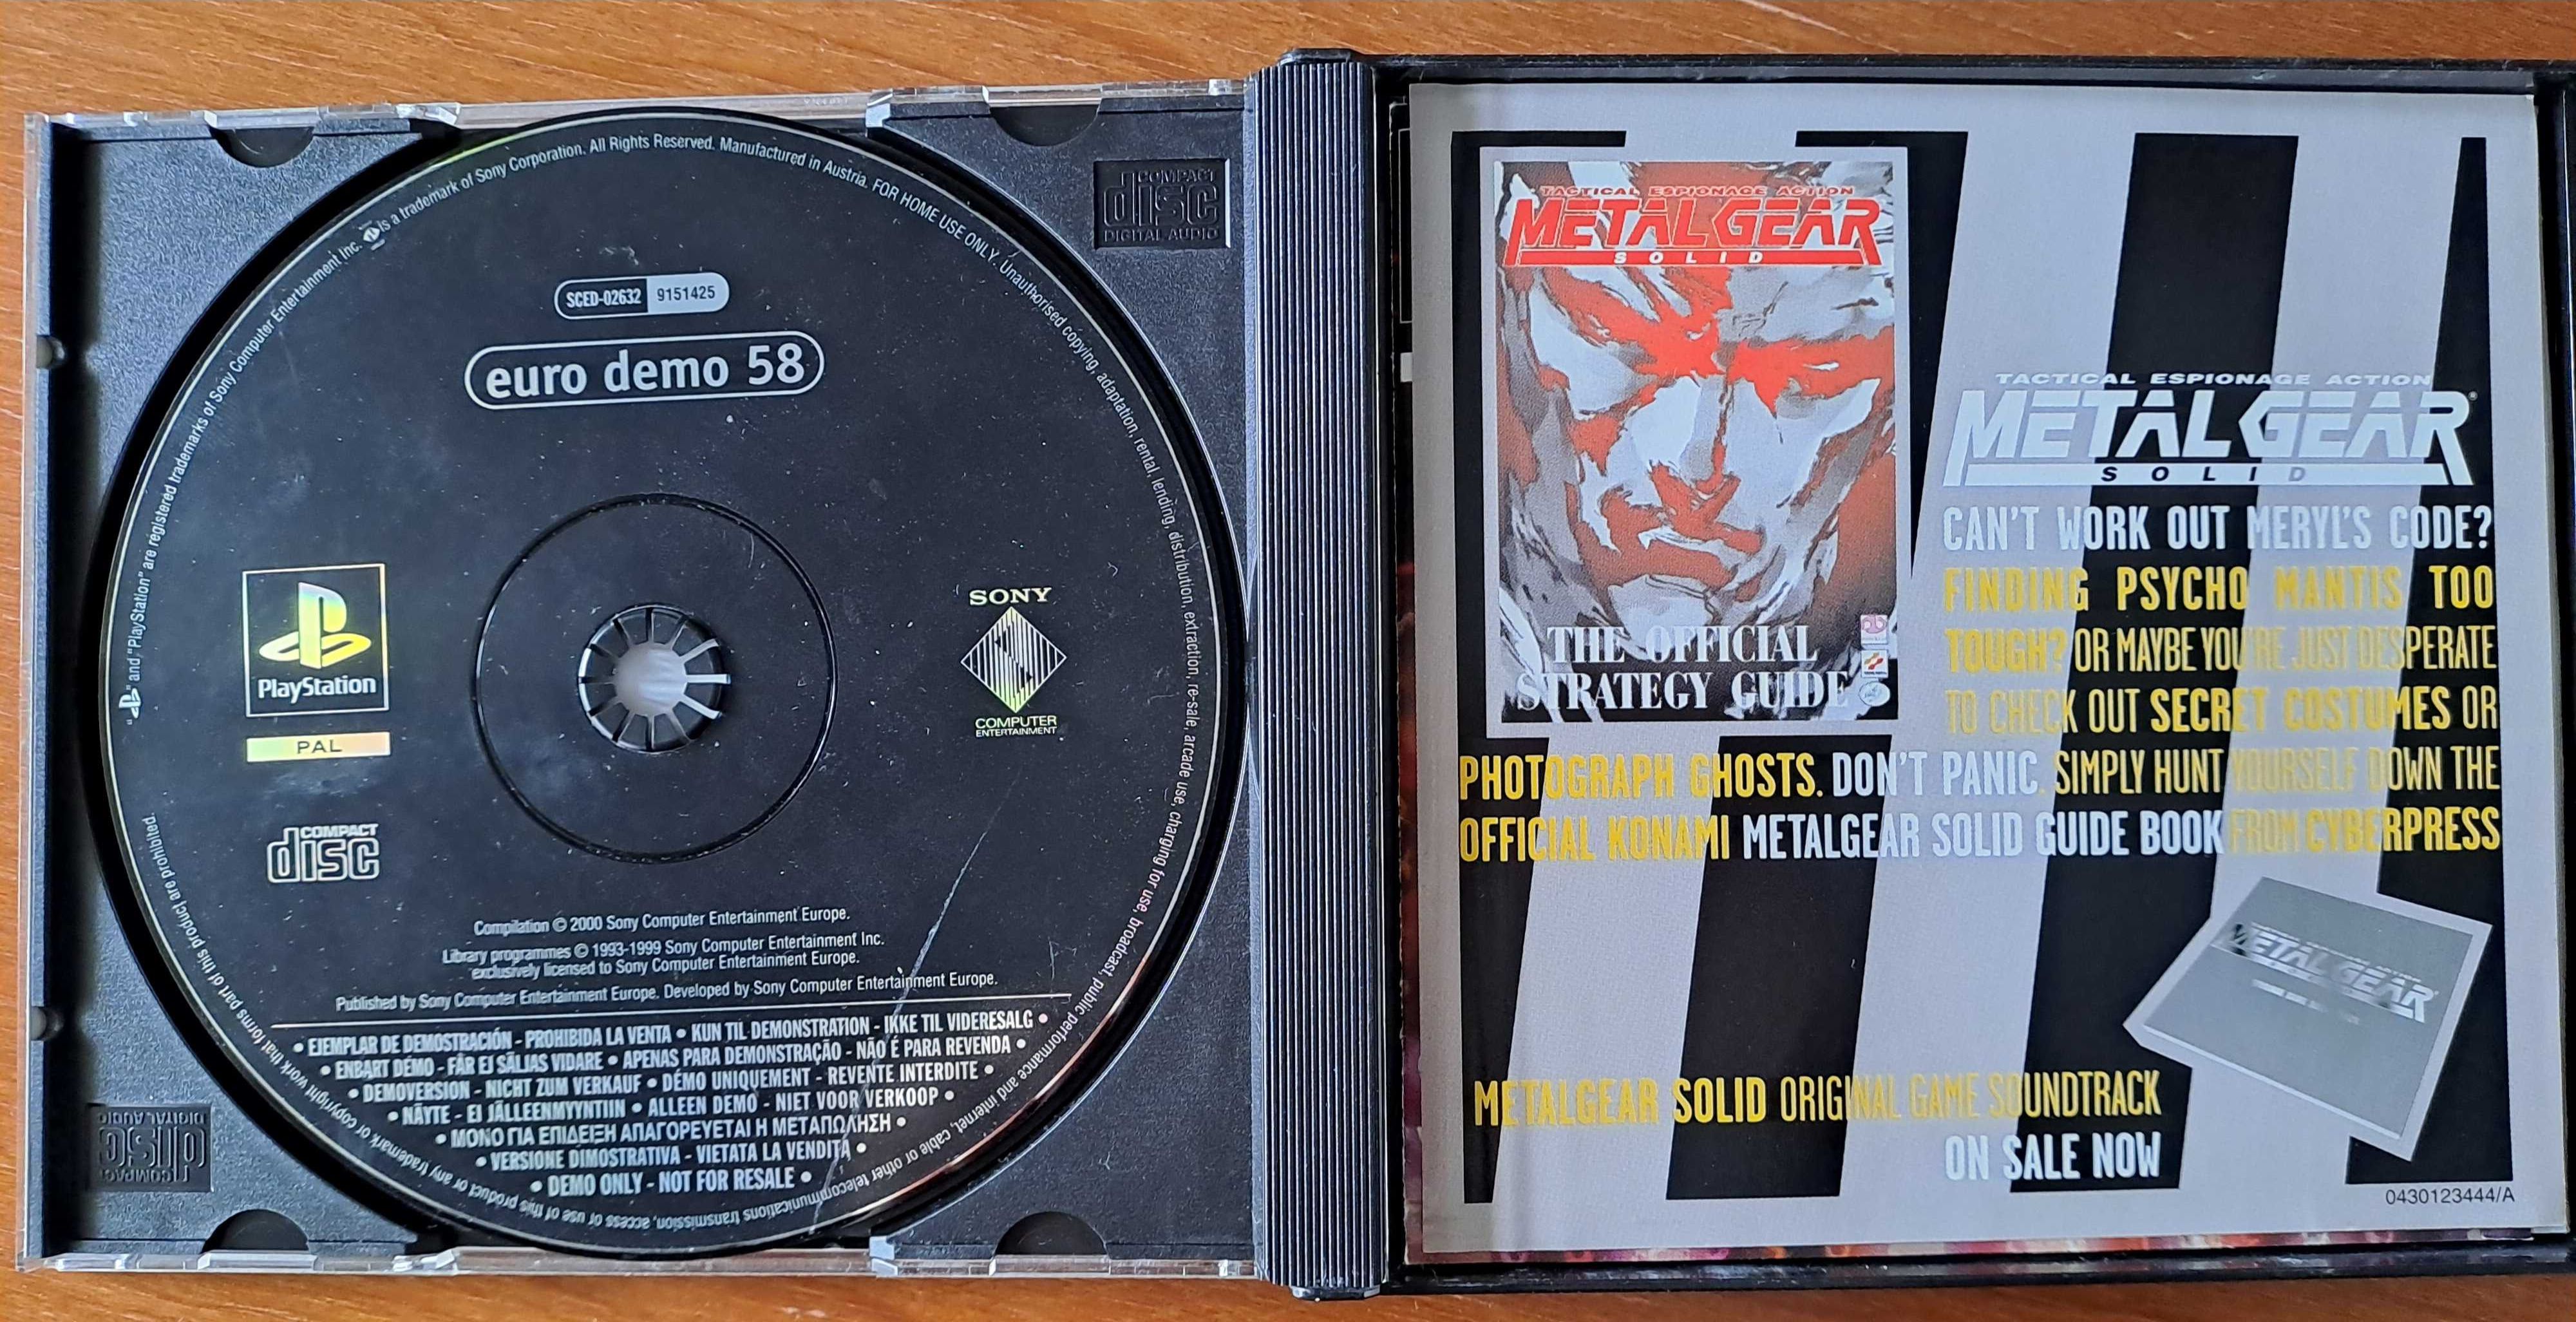 "and "PlayStation" are registered trademarks of Sony Computer Entertainment Inc. is a trademark of Sony Corporation. All Rights Reserved. Manufactured in Austria. FOR HOME USE ONLY. Unauthorised copying, adaptation, rental, lending, distribution, extraction, re-sale, arcade use, charging for use, broadcast, public performance and internet, cable or other telecommunications transmission, access or use of this product or any trademark or copyright work that forms part of this product are prohibited.
SCED-02632 9151425
euro demo 58
PlayStation
PAL
SONY
COMPUTER
ENTERTAINMENT
COMPACT
disc
Compilation © 2000 Sony Computer Entertainment Europe.
Library programmes © 1993-1999 Sony Computer Entertainment Inc.
exclusively licensed to Sony Computer Entertainment Europe.
Published by Sony Computer Entertainment Europe. Developed by Sony Computer Entertainment Europe.
• EJEMPLAR DE DEMOSTRACIÓN - PROHIBIDA LA VENTA • KUN TIL DEMONSTRATION - IKKE TIL VIDERESALG •
• ENBART DEMO - FÅR EJ SÄLJAS VIDARE • APENAS PARA DEMONSTRAÇÃO - NÃO É PARA REVENDA •
• DEMOVERSION - NICHT ZUM VERKAUF • DÉMO UNIQUEMENT - REVENTE INTERDITE •
• NÄYTE - EI JÄLLEENMYYNTIIN • ALLEEN DEMO - NIET VOOR VERKOOP •
• ΜΟΝΟ ΓΙΑ ΕΠΙΔΕΙΞΗ ΑΠΑΓΟΡΕΥΕΤΑΙ Η ΜΕΤΑΠΩΛΗΣΗ •
• VERSIONE DIMOSTRATIVA - VIETATA LA VENDITA •
• DEMO ONLY - NOT FOR RESALE •
COMPACT
disc
DIGITAL AUDIO
COMPACT
disc
DIGITAL AUDIO
TACTICAL ESPIONAGE ACTION
METAL GEAR
SOLID
THE OFFICIAL
STRATEGY GUIDE
TACTICAL ESPIONAGE ACTION
METAL GEAR®
SOLID
CAN'T WORK OUT MERYL'S CODE?
FINDING PSYCHO MANTIS TOO
TOUGH? OR MAYBE YOU'RE JUST DESPERATE
TO CHECK OUT SECRET COSTUMES OR
PHOTOGRAPH GHOSTS. DON'T PANIC. SIMPLY HUNT YOURSELF DOWN THE
OFFICIAL KONAMI METALGEAR SOLID GUIDE BOOK FROM CYBERPRESS
METAL GEAR
METALGEAR SOLID ORIGINAL GAME SOUNDTRACK
ON SALE NOW
0430123444/A